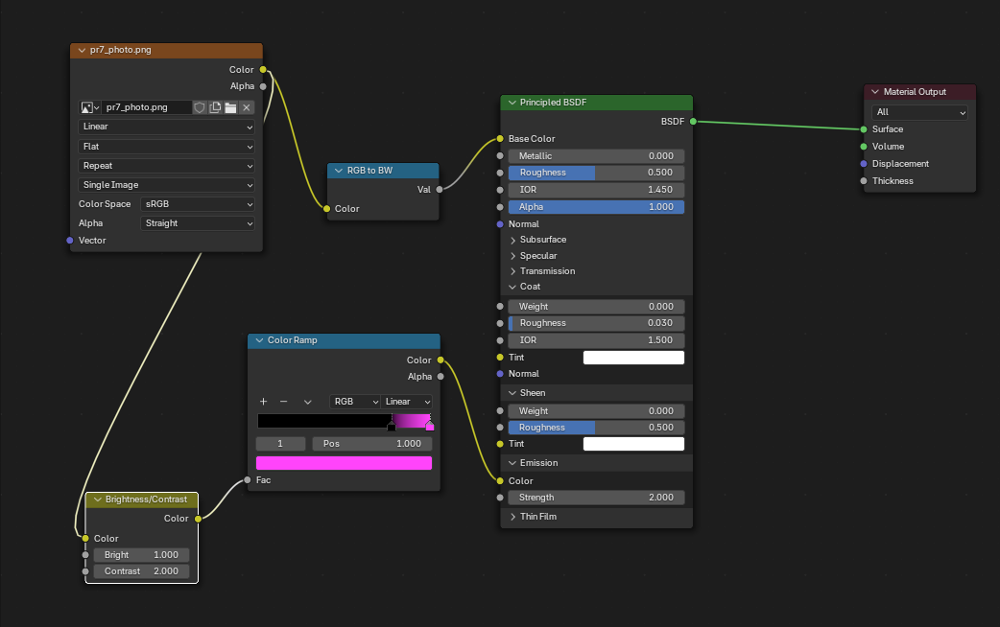 pr7_photo.png
Color
Alpha
pr7_photo.png
Linear
Flat
Repeat
Single Image
Color Space sRGB
Alpha Straight
Vector
RGB to BW
Val
Color
Principled BSDF
BSDF
Base Color
Metallic 0.000
Roughness 0.500
IOR 1.450
Alpha 1.000
Normal
Subsurface
Specular
Transmission
Coat
Weight 0.000
Roughness 0.030
IOR 1.500
Tint
Normal
Sheen
Weight 0.000
Roughness 0.500
Tint
Emission
Color
Strength 2.000
Thin Film
Material Output
All
Surface
Volume
Displacement
Thickness
Color Ramp
Color
Alpha
RGB Linear
1 Pos 1.000
Fac
Brightness/Contrast
Color
Color
Bright 1.000
Contrast 2.000